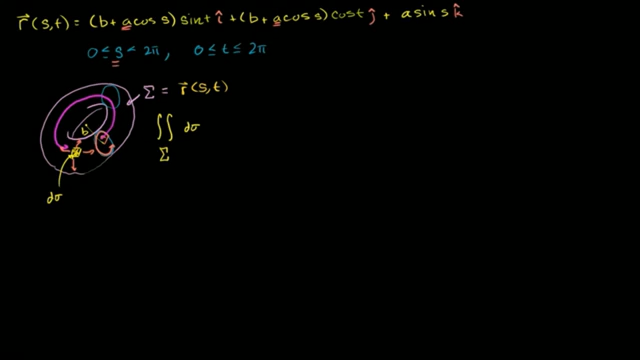 r⃗(s,t) = (b + a cos s) sin t î + (b + a cos s) cos t ĵ + a sin s k̂
0 ≤ s ≤ 2π, 0 ≤ t ≤ 2π
Σ = r⃗(s,t)
b
∬ dσ
Σ
dσ